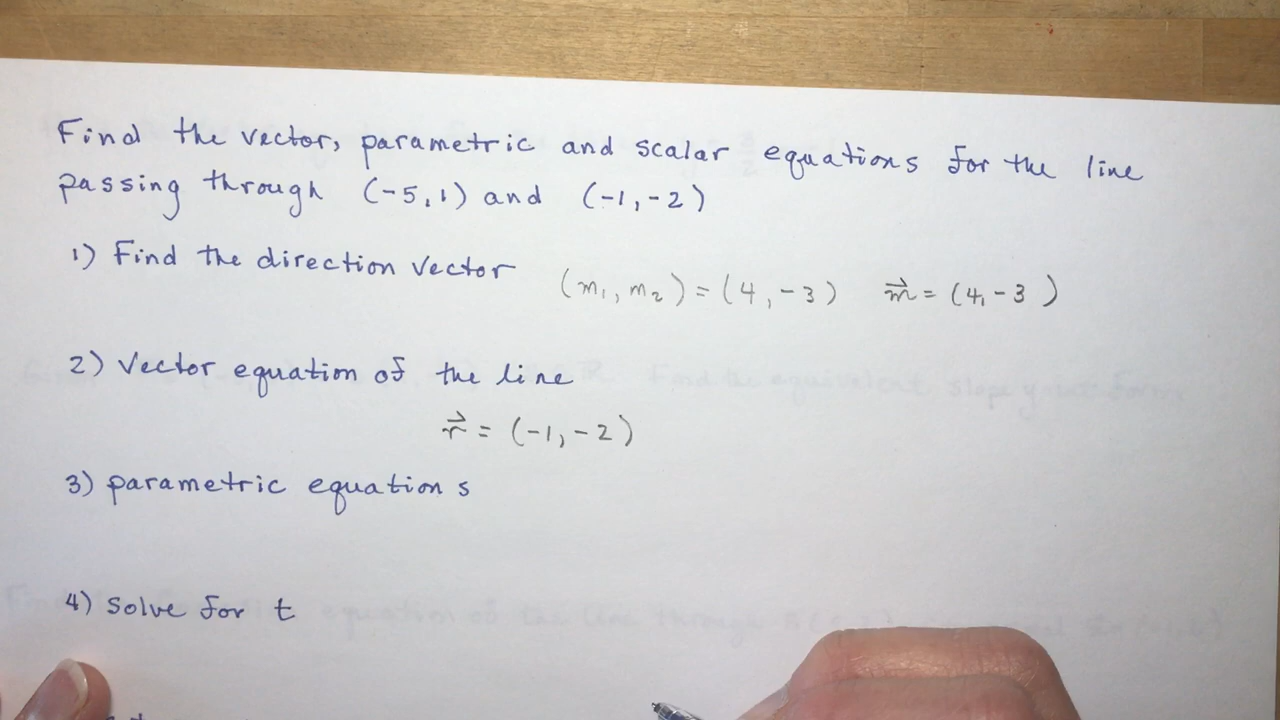 Find the vector, parametric and scalar equations for the line
passing through (-5,1) and (-1,-2)
1) Find the direction vector (m₁, m₂) = (4, -3) m⃗ = (4, -3)
2) Vector equation of the line
r⃗ = (-1, -2)
3) parametric equations
4) solve for t